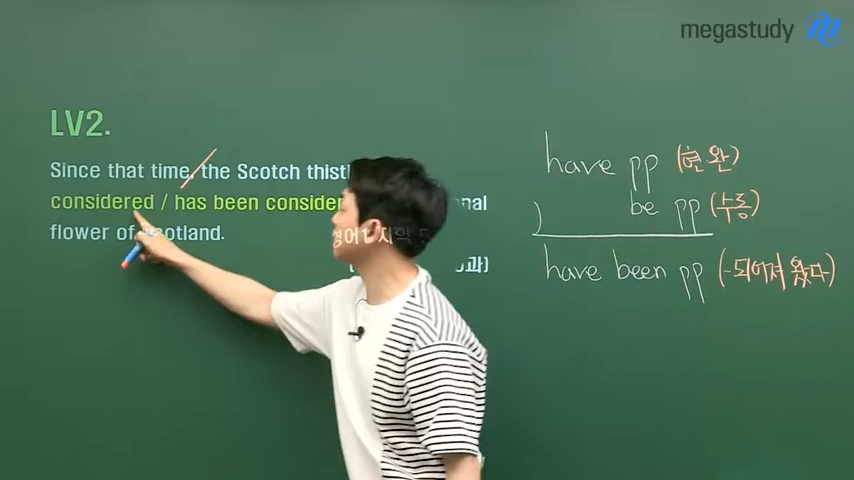 megastudy
LV2.
Since that time, the Scotch thistl
considered / has been consider nal
flower of Scotland.
have pp (현완)
be pp (수동)
have been pp (-되어져 왔다)